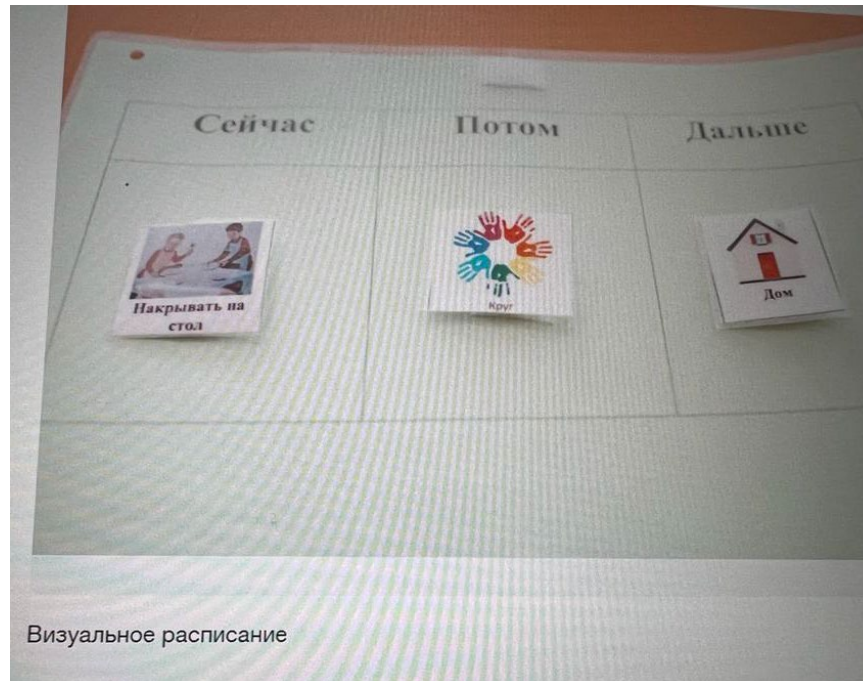 Сейчас Потом Дальше
Накрывать на
стол
Круг
Дом
Визуальное расписание